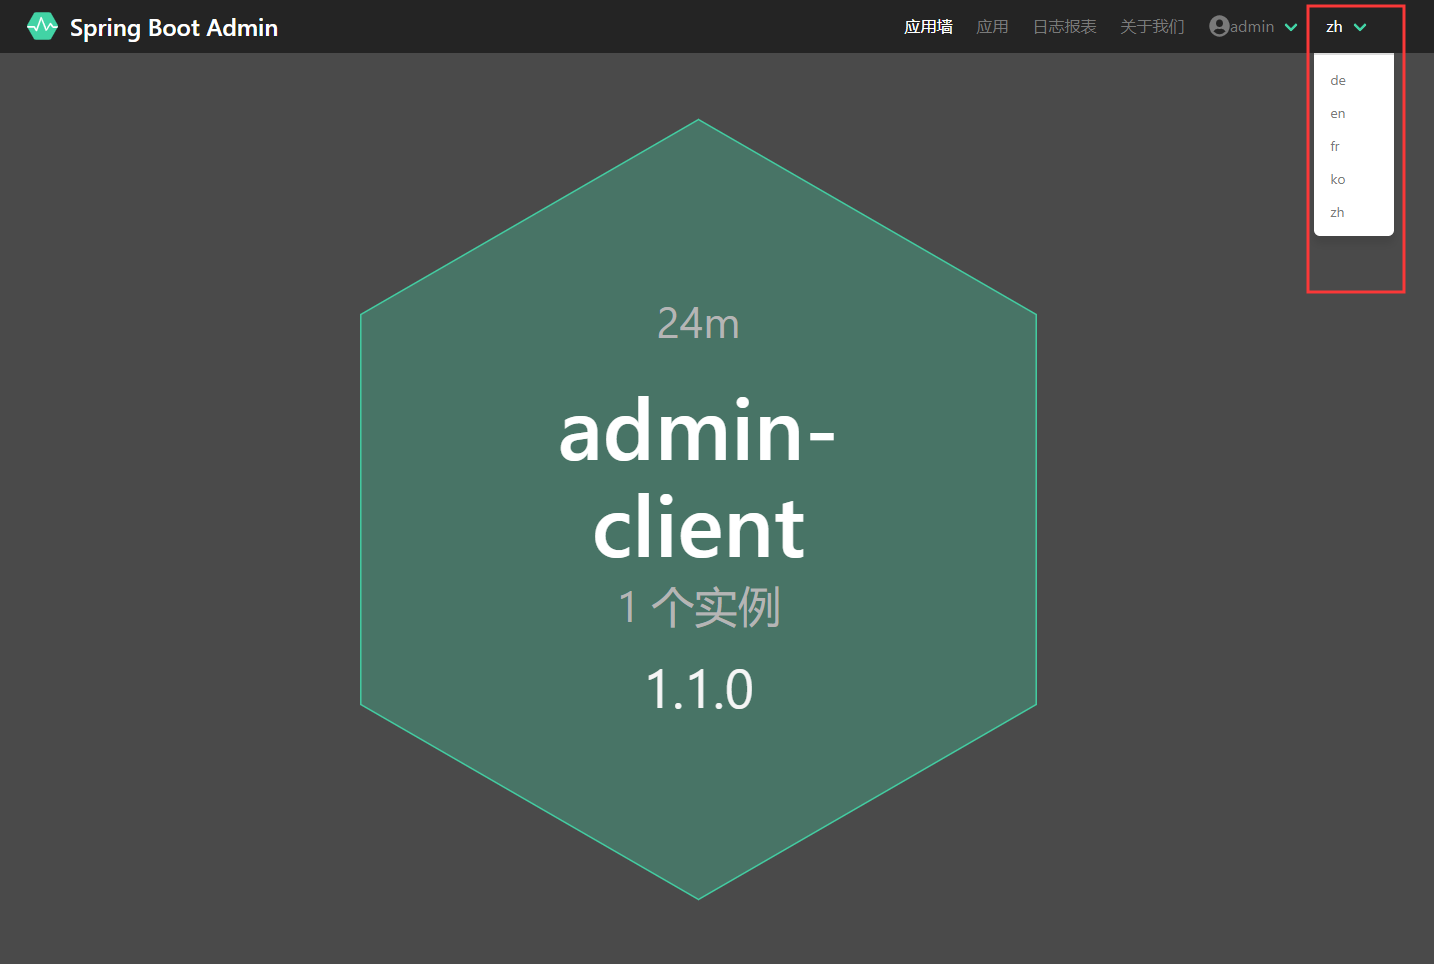 Spring Boot Admin
应用墙 应用 日志报表 关于我们 admin zh
de
en
fr
ko
zh
24m
admin-
client
1 个实例
1.1.0